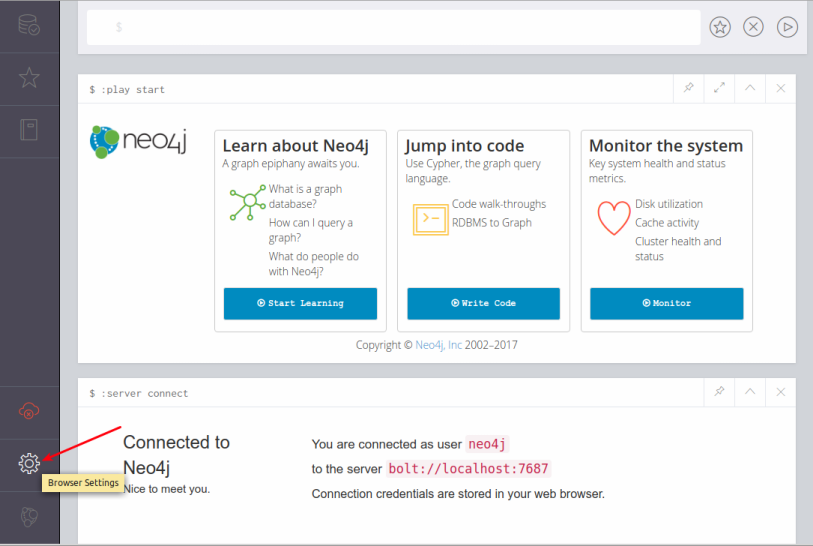 $
$ :play start
neo4j
Learn about Neo4j
A graph epiphany awaits you.
What is a graph
database?
How can I query a
graph?
What do people do
with Neo4j?
Start Learning
Jump into code
Use Cypher, the graph query
language.
Code walk-throughs
RDBMS to Graph
Write Code
Monitor the system
Key system health and status
metrics.
Disk utilization
Cache activity
Cluster health and
status
Monitor
Copyright © Neo4j, Inc 2002–2017
$ :server connect
Connected to
Neo4j
Nice to meet you.
You are connected as user neo4j
to the server bolt://localhost:7687
Connection credentials are stored in your web browser.
Browser Settings